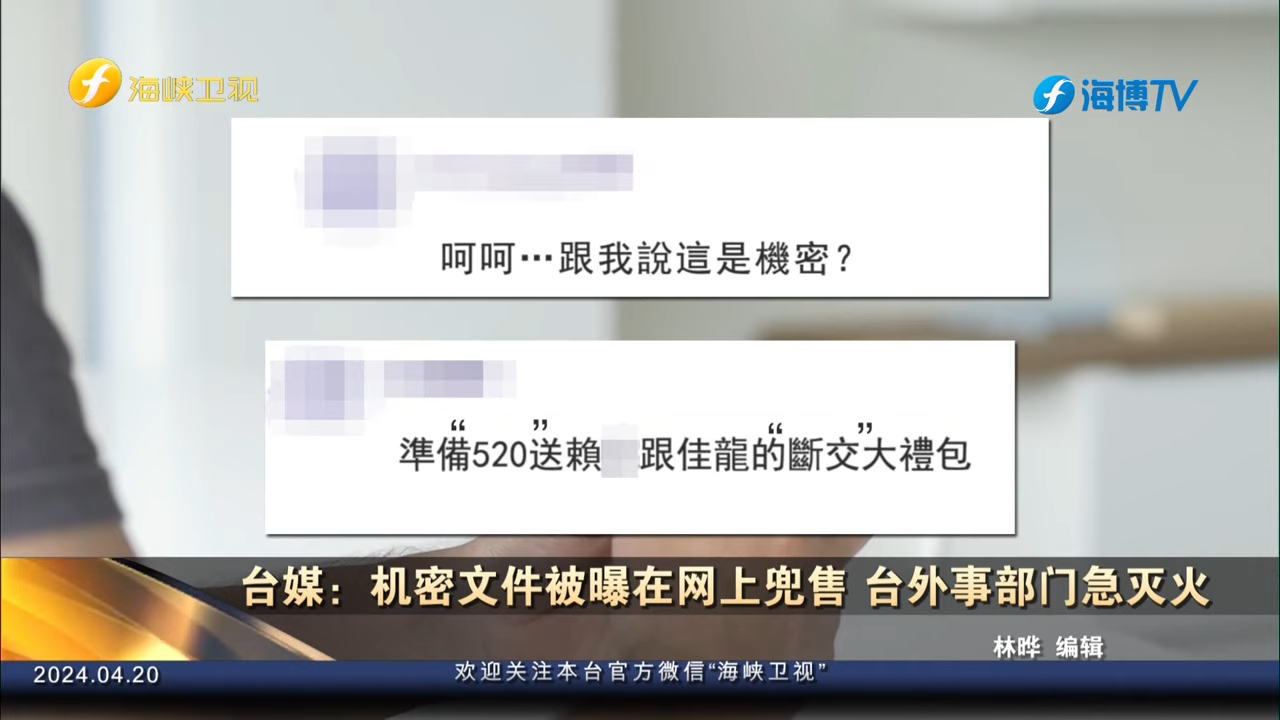 海峡卫视
海博TV
呵呵…跟我說這是機密？
準備“520”送賴 跟佳龍的“斷交”大禮包
台媒：机密文件被曝在网上兜售 台外事部门急灭火
林晔 编辑
2024.04.20
欢迎关注本台官方微信“海峡卫视”